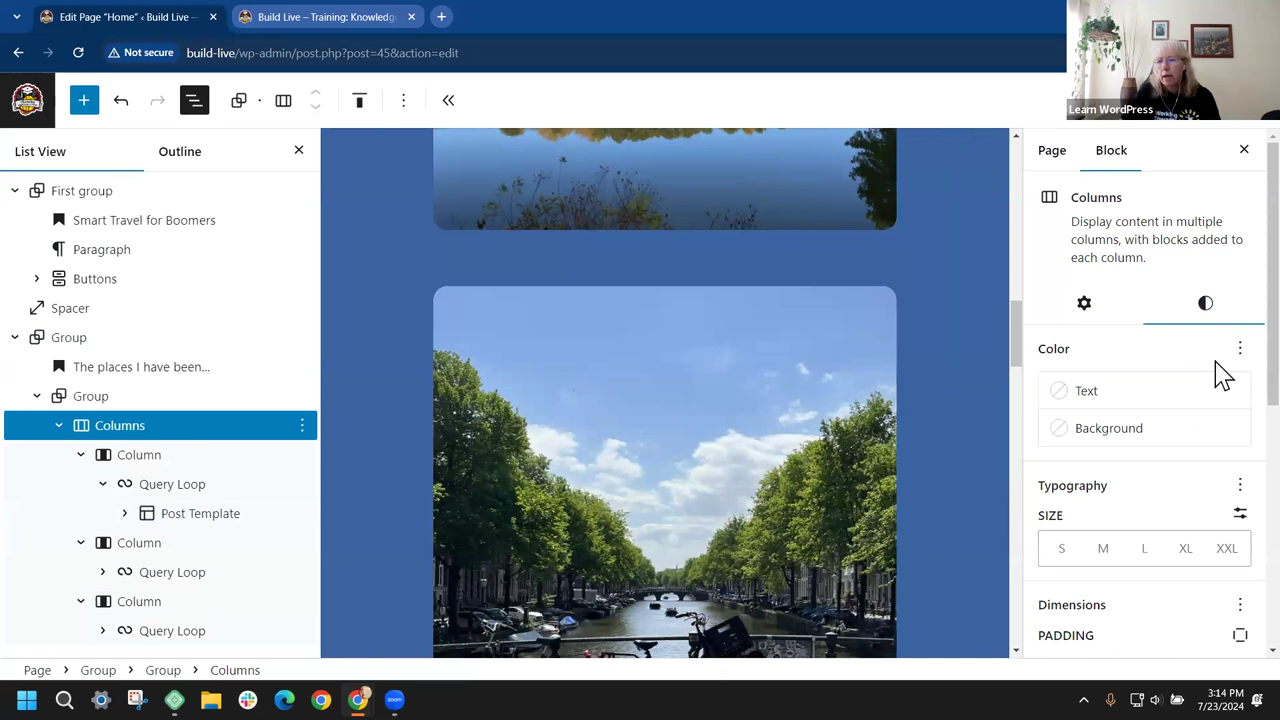 Edit Page “Home” ‹ Build Live –
Build Live – Training: Knowledg
Not secure
build-live/wp-admin/post.php?post=45&action=edit
Learn WordPress
List View
Outline
First group
Smart Travel for Boomers
Paragraph
Buttons
Spacer
Group
The places I have been...
Group
Columns
Column
Query Loop
Post Template
Column
Query Loop
Column
Query Loop
Page
Block
Columns
Display content in multiple
columns, with blocks added to
each column.
Color
Text
Background
Typography
SIZE
S M L XL XXL
Dimensions
PADDING
Page
Group
Group
Columns
zoom
3:14 PM
7/23/2024